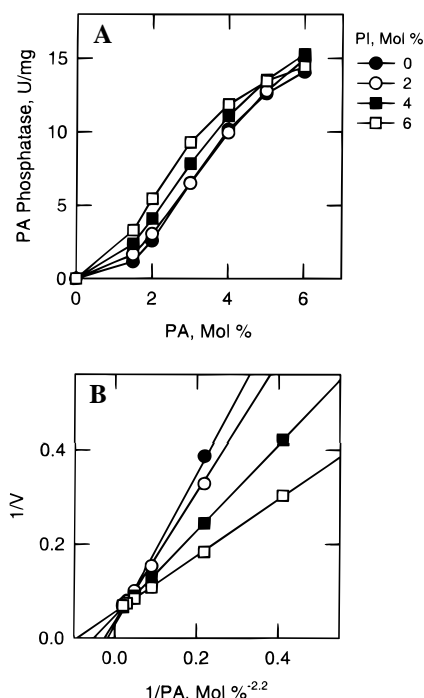 A
PI, Mol %
0
2
4
6
15
10
5
0
PA Phosphatase, U/mg
0 2 4 6
PA, Mol %
B
0.4
0.2
0.0
1/V
0.0 0.2 0.4
1/PA, Mol %-2.2